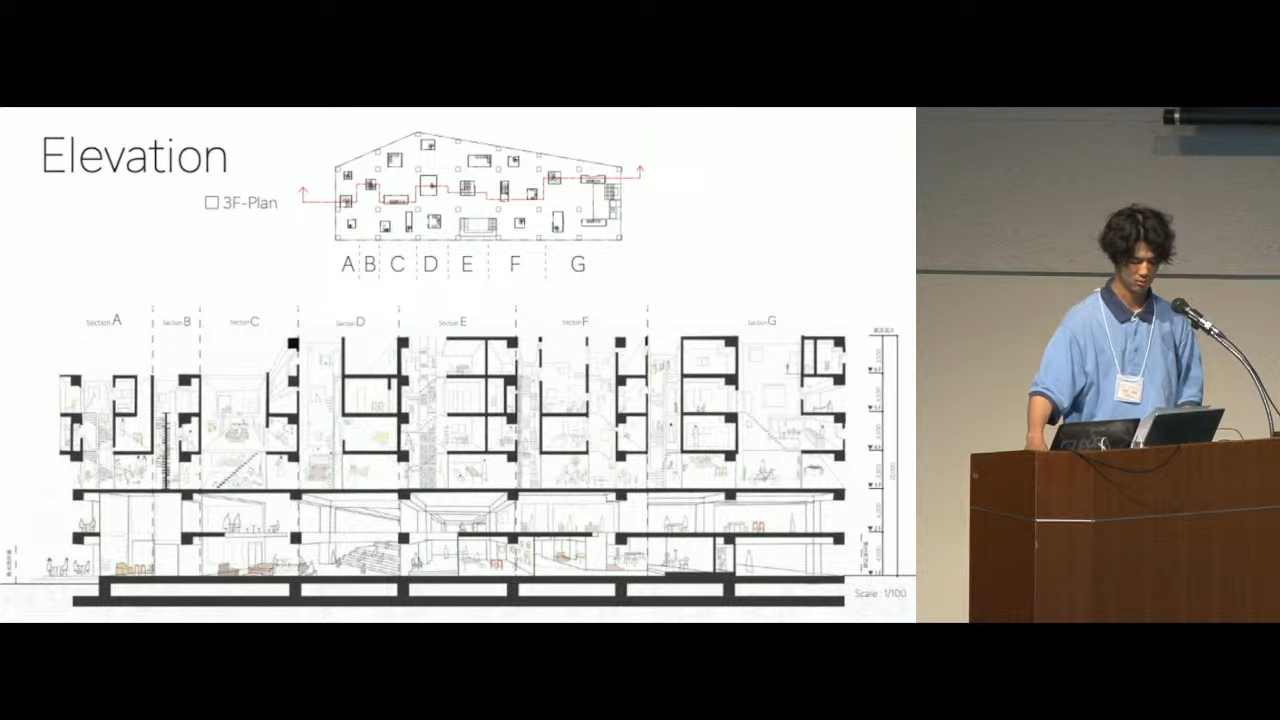 Elevation
3F-Plan
A B C D E F G
Section A
Section B
Section C
Section D
Section E
Section F
Section G
Scale : 1/100